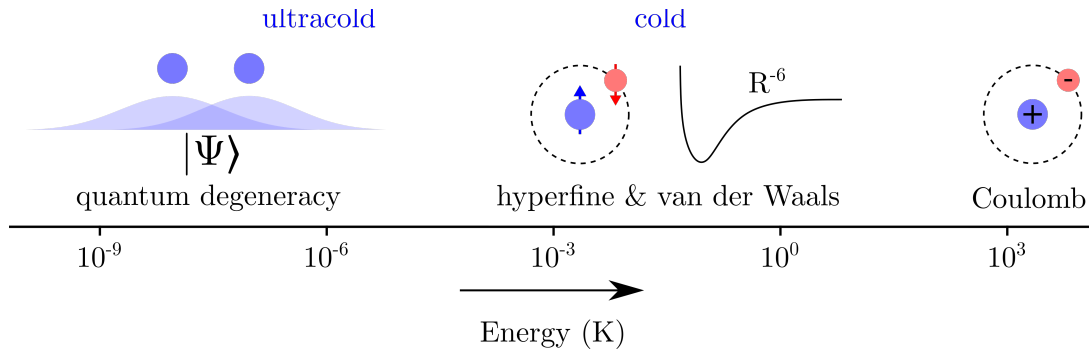 ultracold cold
R⁻⁶
- +
|Ψ⟩
quantum degeneracy hyperfine & van der Waals Coulomb
10⁻⁹ 10⁻⁶ 10⁻³ 10⁰ 10³
Energy (K)